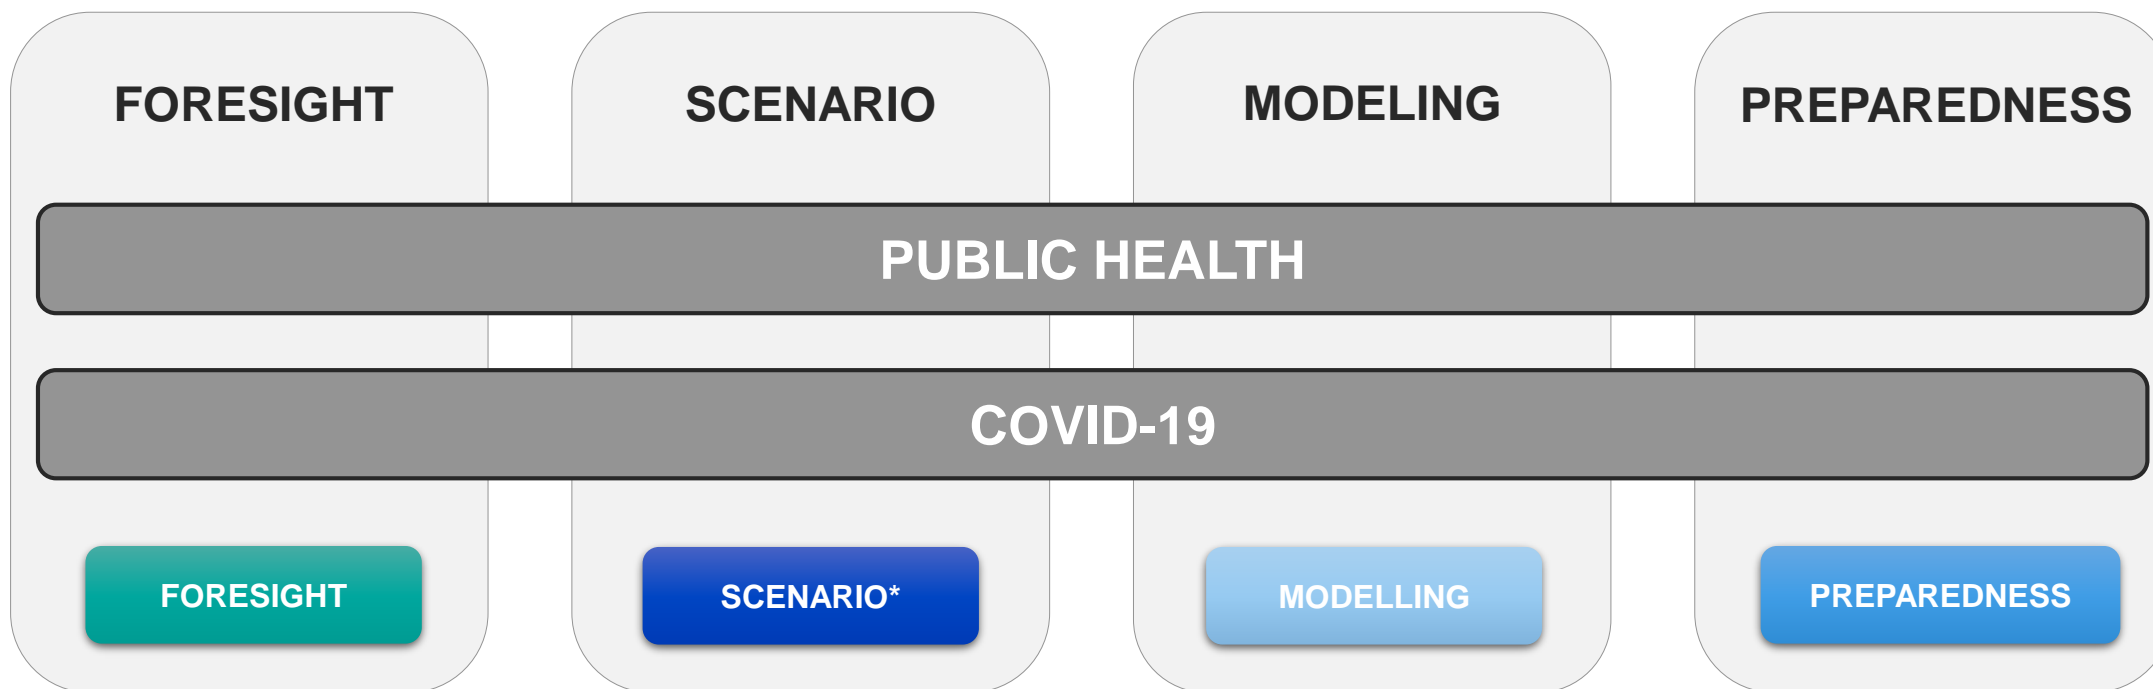 FORESIGHT
SCENARIO
MODELING
PREPAREDNESS
PUBLIC HEALTH
COVID-19
FORESIGHT
SCENARIO*
MODELLING
PREPAREDNESS